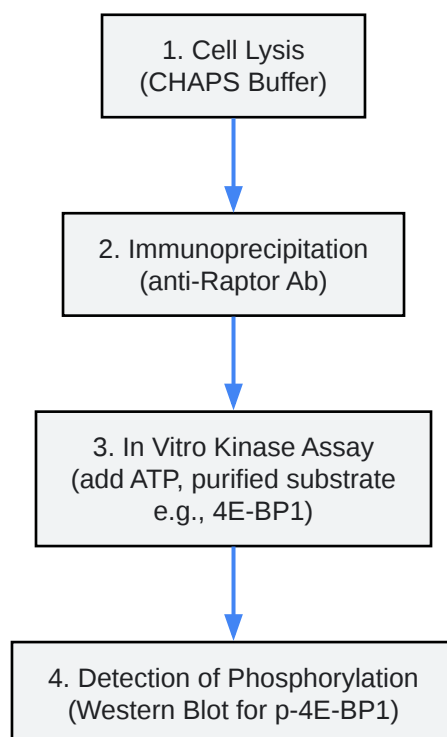 1. Cell Lysis
(CHAPS Buffer)
2. Immunoprecipitation
(anti-Raptor Ab)
3. In Vitro Kinase Assay
(add ATP, purified substrate
e.g., 4E-BP1)
4. Detection of Phosphorylation
(Western Blot for p-4E-BP1)